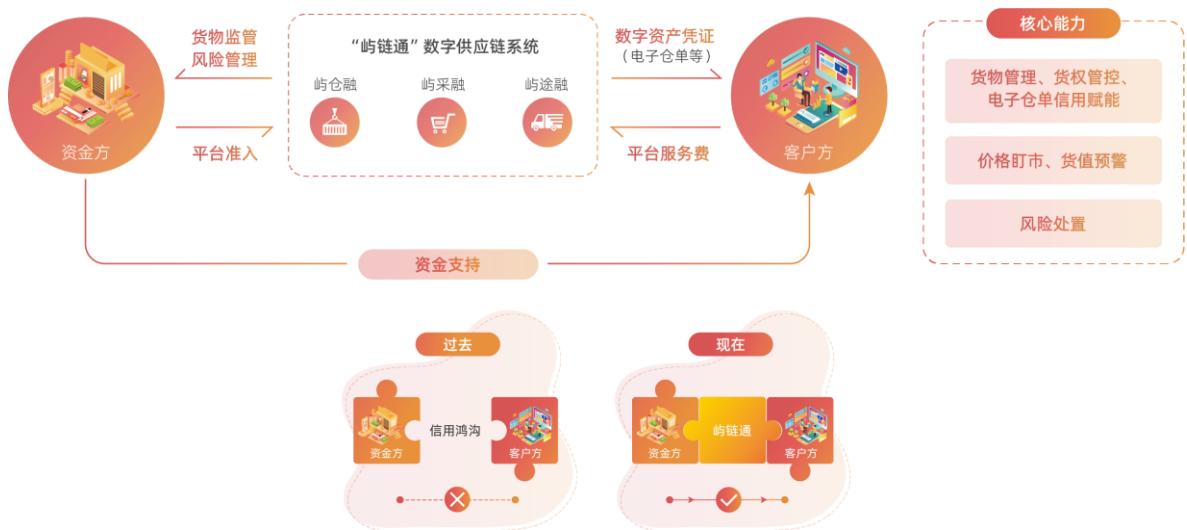 货物监管
风险管理
平台准入
资金方
“屿链通”数字供应链系统
屿仓融
屿采融
屿途融
数字资产凭证
（电子仓单等）
平台服务费
客户方
资金支持
核心能力
货物管理、货权管控、
电子仓单信用赋能
价格盯市、货值预警
风险处置
过去
资金方
信用鸿沟
客户方
现在
资金方
屿链通
客户方